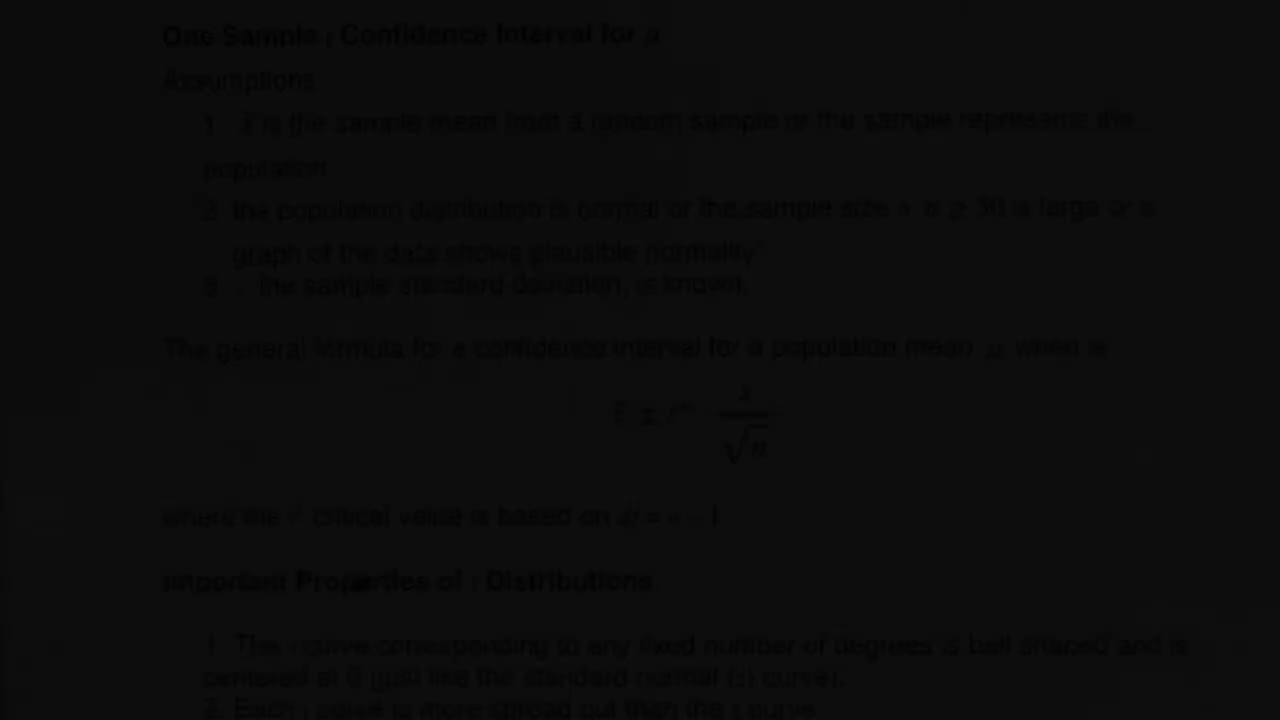 One Sample t Confidence Interval for μ
Assumptions
1. x̄ is the sample mean from a random sample or the sample represents the
population
2. the population distribution is normal or the sample size n n ≥ 30 is large or a
graph of the data shows plausible normality
3. the sample standard deviation, is known.
The general formula for a confidence interval for a population mean μ when is
x̄ ± t* s/√n
where the t critical value is based on df = n - 1
Important Properties of t Distributions
1. The t curve corresponding to any fixed number of degrees is bell shaped and is
centered at 0 (just like the standard normal (z) curve).
2. Each t curve is more spread out than the z curve